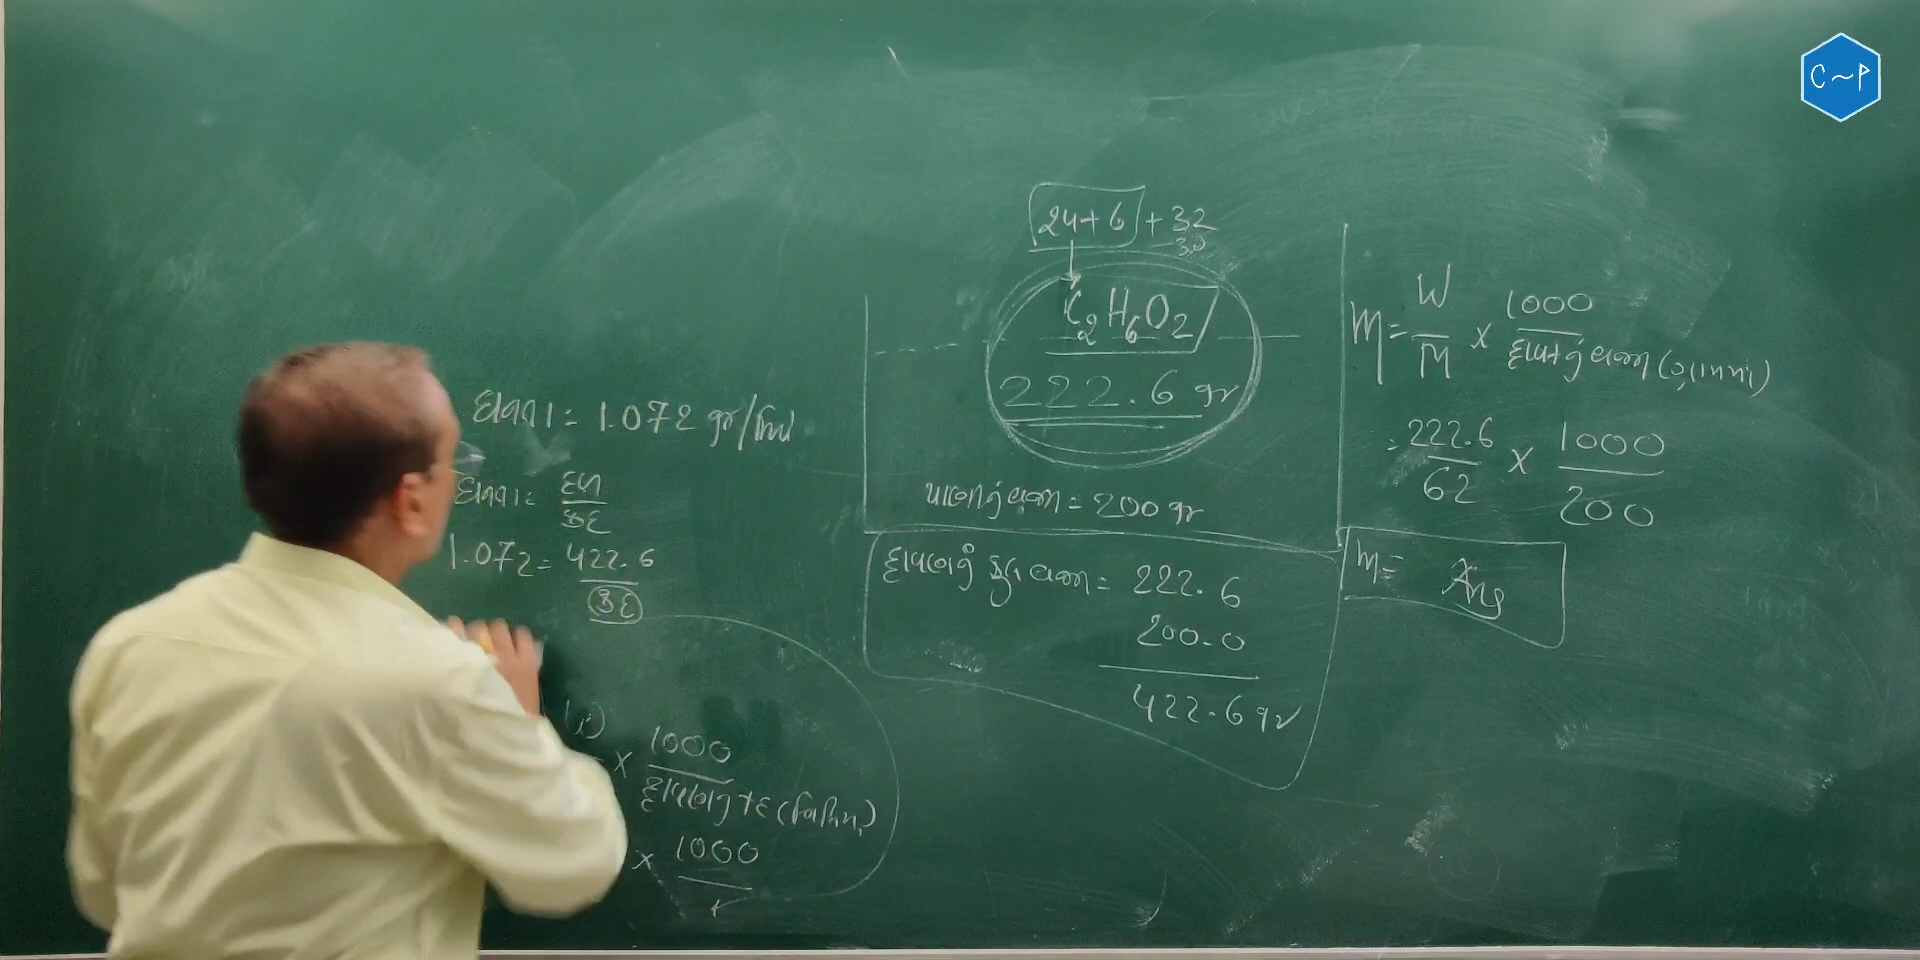 C~P
24+6 + 32
30
C2H6O2
222.6 gr
પાણીનું વજન = 200 gr
દ્રાવણનું કુલ વજન = 222.6
200.0
422.6 gr
ઘનતા = 1.072 gr/ml
ઘનતા = દળ/કદ
1.072 = 422.6/કદ
x 1000/દ્રાવણનું કદ
x 1000
m = W/M x 1000/દ્રાવકનું વજન
= 222.6/62 x 1000/200
m = Ans